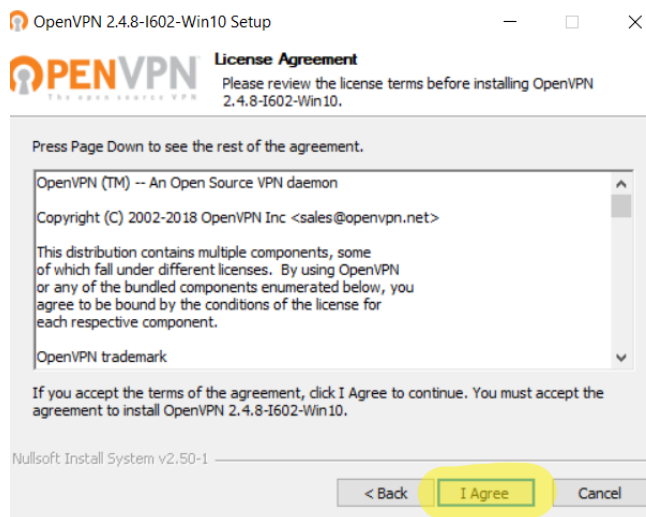 OpenVPN 2.4.8-I602-Win10 Setup
OPENVPN
The open source VPN
License Agreement
Please review the license terms before installing OpenVPN
2.4.8-I602-Win10.
Press Page Down to see the rest of the agreement.
OpenVPN (TM) -- An Open Source VPN daemon
Copyright (C) 2002-2018 OpenVPN Inc <sales@openvpn.net>
This distribution contains multiple components, some
of which fall under different licenses. By using OpenVPN
or any of the bundled components enumerated below, you
agree to be bound by the conditions of the license for
each respective component.
OpenVPN trademark
If you accept the terms of the agreement, click I Agree to continue. You must accept the
agreement to install OpenVPN 2.4.8-I602-Win10.
Nullsoft Install System v2.50-1
< Back
I Agree
Cancel